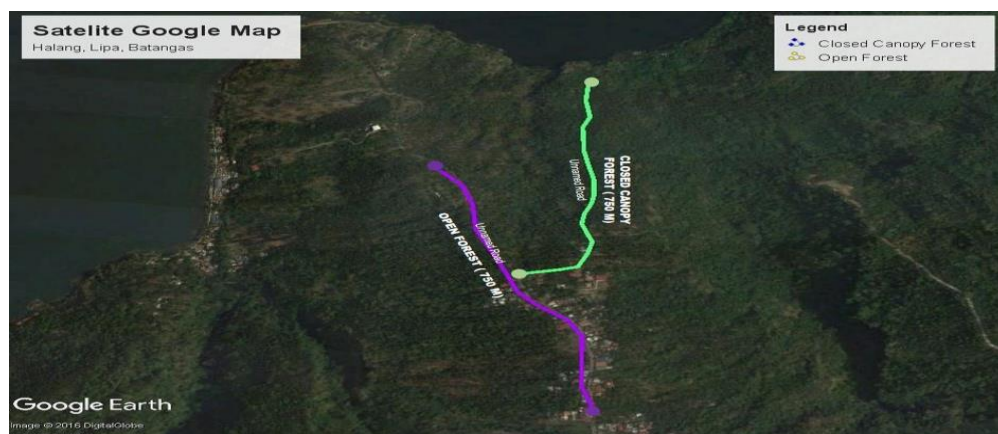 Satelite Google Map
Halang, Lipa, Batangas
Legend
Closed Canopy Forest
Open Forest
Unnamed Road
CLOSED CANOPY
FOREST ( 750 M)
Unnamed Road
OPEN FOREST ( 750 M)
Google Earth
Image © 2016 DigitalGlobe